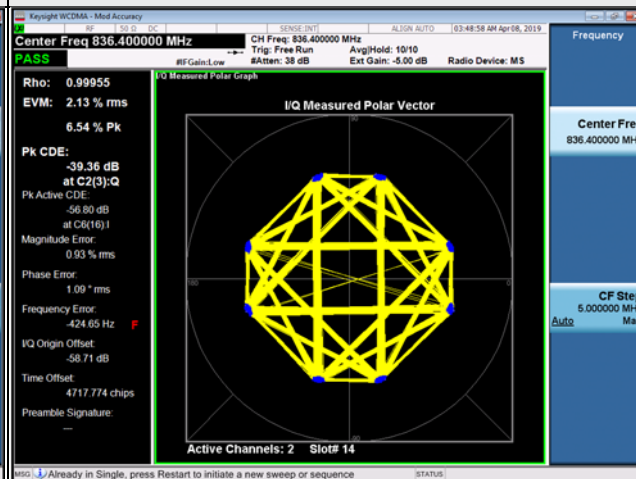 Keysight WCDMA - Mod Accuracy
RF 50 Ω DC SENSE:INT ALIGN AUTO 03:48:58 AM Apr 08, 2019
Center Freq 836.400000 MHz
CH Freq: 836.400000 MHz
Trig: Free Run Avg|Hold: 10/10
PASS #IFGain:Low #Atten: 38 dB Ext Gain: -5.00 dB Radio Device: MS
Frequency
I/Q Measured Polar Graph
Rho: 0.99955
EVM: 2.13 % rms
6.54 % Pk
Pk CDE:
-39.36 dB
at C2(3):Q
Pk Active CDE:
-56.80 dB
at C6(16):I
Magnitude Error:
0.93 % rms
Phase Error:
1.09 ° rms
Frequency Error:
-424.65 Hz F
I/Q Origin Offset:
-58.71 dB
Time Offset:
4717.774 chips
Preamble Signature:
---
I/Q Measured Polar Vector
90
180
0
-90
Active Channels: 2 Slot# 14
Center Fre
836.400000 MH
CF Ste
5.000000 MH
Auto Ma
MSG Already in Single, press Restart to initiate a new sweep or sequence STATUS